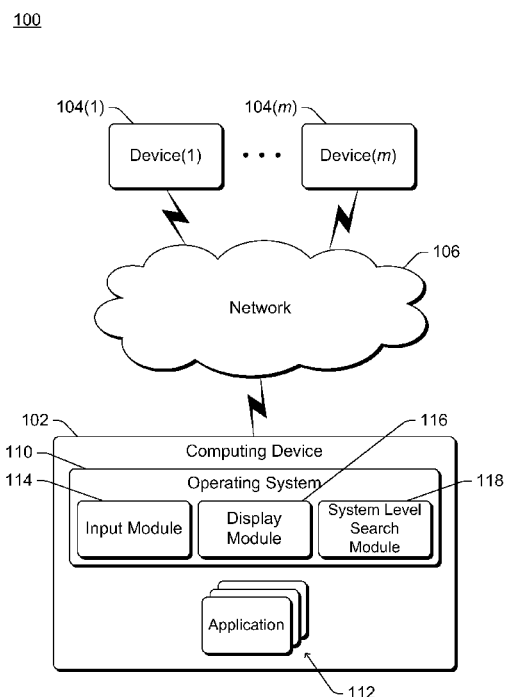 100
104(1)
104(m)
Device(1)
• • •
Device(m)
106
Network
102
116
Computing Device
110
Operating System
114
118
Input Module
Display
Module
System Level
Search
Module
Application
112